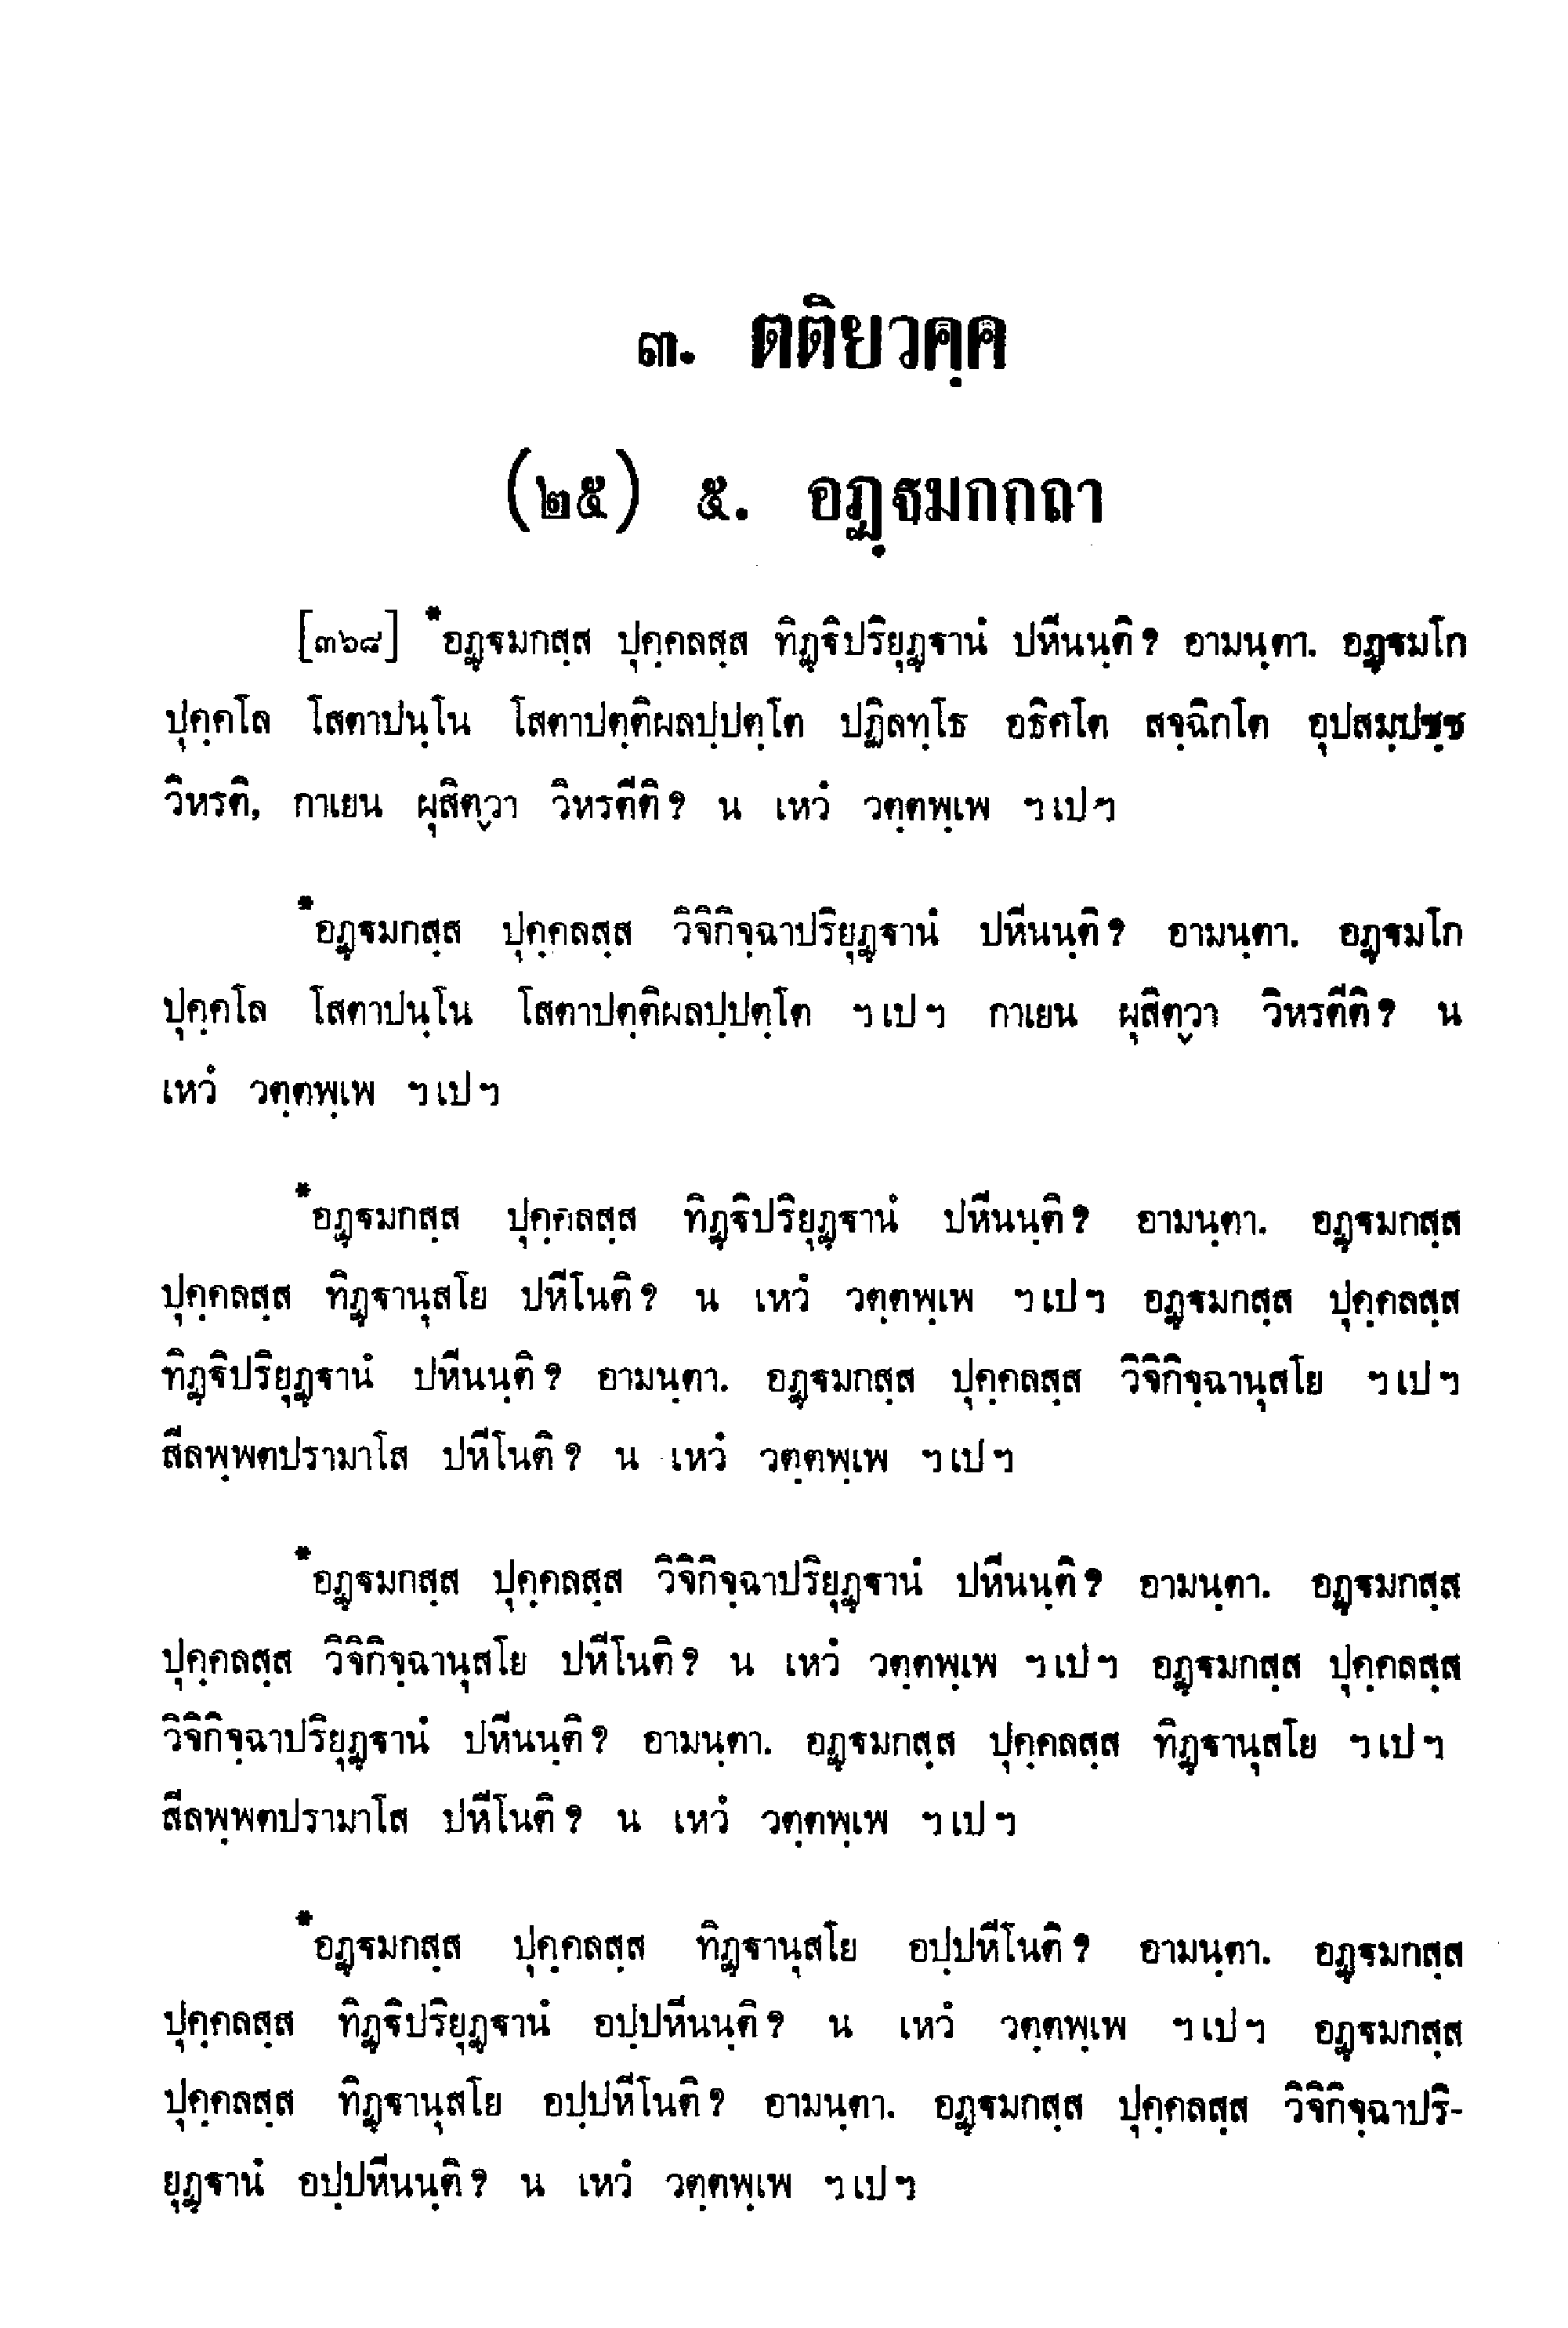 ๓. ตติยวคฺค
(๒๕) ๕. อฏฺฐมกกถา
[๓๖๘] *อฏฺฐมกสฺส ปุคฺคลสฺส ทิฏฺฐิปริยุฏฺฐานํ ปหีนนฺติ? อามนฺตา. อฏฺฐมโก
ปุคฺคโล โสตาปนฺโน โสตาปตฺติผลปฺปตฺโต ปฏิลทฺโธ อธิคโต สจฺฉิกโต อุปสมฺปชฺช
วิหรติ, กาเยน ผุสิตฺวา วิหรตีติ? น เหวํ วตฺตพฺเพ ฯเปฯ
*อฏฺฐมกสฺส ปุคฺคลสฺส วิจิกิจฺฉาปริยุฏฺฐานํ ปหีนนฺติ? อามนฺตา. อฏฺฐมโก
ปุคฺคโล โสตาปนฺโน โสตาปตฺติผลปฺปตฺโต ฯเปฯ กาเยน ผุสิตฺวา วิหรตีติ? น
เหวํ วตฺตพฺเพ ฯเปฯ
*อฏฺฐมกสฺส ปุคฺคลสฺส ทิฏฺฐิปริยุฏฺฐานํ ปหีนนฺติ? อามนฺตา. อฏฺฐมกสฺส
ปุคฺคลสฺส ทิฏฺฐานุสโย ปหีโนติ? น เหวํ วตฺตพฺเพ ฯเปฯ อฏฺฐมกสฺส ปุคฺคลสฺส
ทิฏฺฐิปริยุฏฺฐานํ ปหีนนฺติ? อามนฺตา. อฏฺฐมกสฺส ปุคฺคลสฺส วิจิกิจฺฉานุสโย ฯเปฯ
สีลพฺพตปรามาโส ปหีโนติ? น เหวํ วตฺตพฺเพ ฯเปฯ
*อฏฺฐมกสฺส ปุคฺคลสฺส วิจิกิจฺฉาปริยุฏฺฐานํ ปหีนนฺติ? อามนฺตา. อฏฺฐมกสฺส
ปุคฺคลสฺส วิจิกิจฺฉานุสโย ปหีโนติ? น เหวํ วตฺตพฺเพ ฯเปฯ อฏฺฐมกสฺส ปุคฺคลสฺส
วิจิกิจฺฉาปริยุฏฺฐานํ ปหีนนฺติ? อามนฺตา. อฏฺฐมกสฺส ปุคฺคลสฺส ทิฏฺฐานุสโย ฯเปฯ
สีลพฺพตปรามาโส ปหีโนติ? น เหวํ วตฺตพฺเพ ฯเปฯ
*อฏฺฐมกสฺส ปุคฺคลสฺส ทิฏฺฐานุสโย อปฺปหีโนติ? อามนฺตา. อฏฺฐมกสฺส
ปุคฺคลสฺส ทิฏฺฐิปริยุฏฺฐานํ อปฺปหีนนฺติ? น เหวํ วตฺตพฺเพ ฯเปฯ อฏฺฐมกสฺส
ปุคฺคลสฺส ทิฏฺฐานุสโย อปฺปหีโนติ? อามนฺตา. อฏฺฐมกสฺส ปุคฺคลสฺส วิจิกิจฺฉาปริ-
ยุฏฺฐานํ อปฺปหีนนฺติ? น เหวํ วตฺตพฺเพ ฯเปฯ